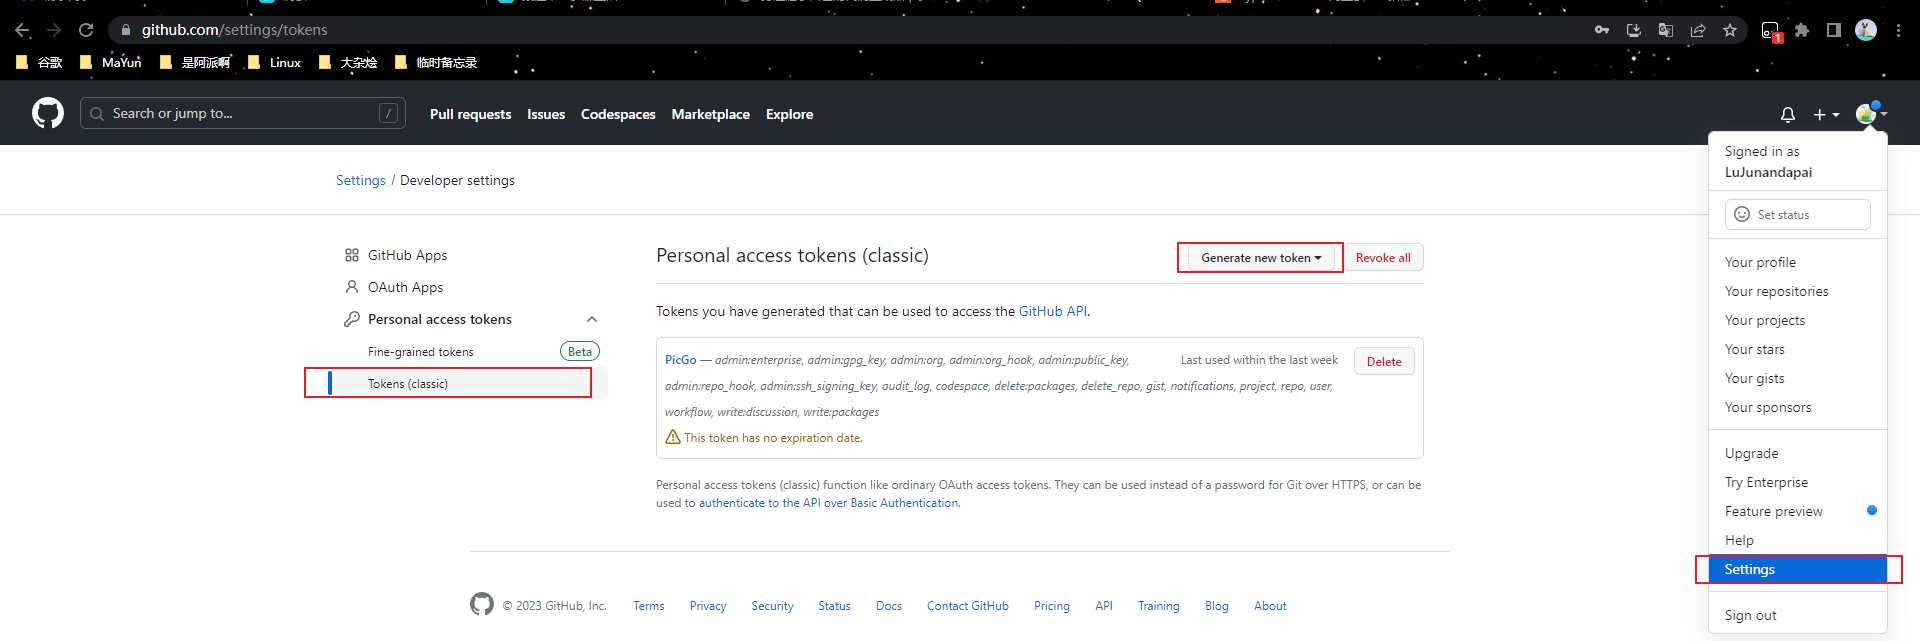 github.com/settings/tokens
1
谷歌 MaYun 是阿派啊 Linux 大杂烩 临时备忘录
Search or jump to... / Pull requests Issues Codespaces Marketplace Explore
Signed in as
LuJunandapai
Set status
Settings / Developer settings
GitHub Apps
OAuth Apps
Personal access tokens
Fine-grained tokens Beta
Tokens (classic)
Personal access tokens (classic) Generate new token Revoke all
Tokens you have generated that can be used to access the GitHub API.
PicGo — admin:enterprise, admin:gpg_key, admin:org, admin:org_hook, admin:public_key, Last used within the last week Delete
admin:repo_hook, admin:ssh_signing_key, audit_log, codespace, delete:packages, delete_repo, gist, notifications, project, repo, user,
workflow, write:discussion, write:packages
This token has no expiration date.
Personal access tokens (classic) function like ordinary OAuth access tokens. They can be used instead of a password for Git over HTTPS, or can be
used to authenticate to the API over Basic Authentication.
Your profile
Your repositories
Your projects
Your stars
Your gists
Your sponsors
Upgrade
Try Enterprise
Feature preview
Help
Settings
Sign out
© 2023 GitHub, Inc. Terms Privacy Security Status Docs Contact GitHub Pricing API Training Blog About